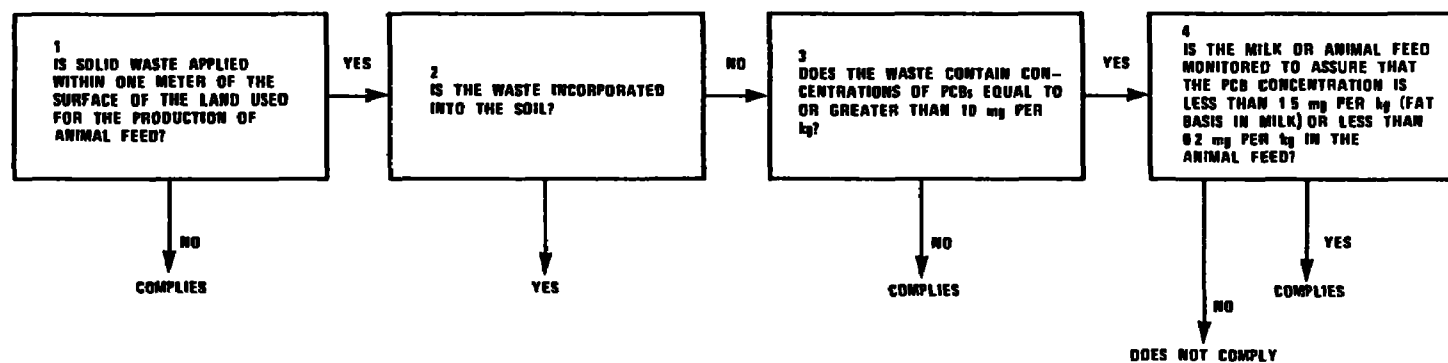 1
IS SOLID WASTE APPLIED
WITHIN ONE METER OF THE
SURFACE OF THE LAND USED
FOR THE PRODUCTION OF
ANIMAL FEED?
YES
2
IS THE WASTE INCORPORATED
INTO THE SOIL?
NO
3
DOES THE WASTE CONTAIN CON-
CENTRATIONS OF PCBs EQUAL TO
OR GREATER THAN 10 mg PER
kg?
YES
4
IS THE MILK OR ANIMAL FEED
MONITORED TO ASSURE THAT
THE PCB CONCENTRATION IS
LESS THAN 1 5 mg PER kg (FAT
BASIS IN MILK) OR LESS THAN
0 2 mg PER kg IN THE
ANIMAL FEED?
NO
COMPLIES
YES
NO
COMPLIES
YES
COMPLIES
NO
DOES NOT COMPLY